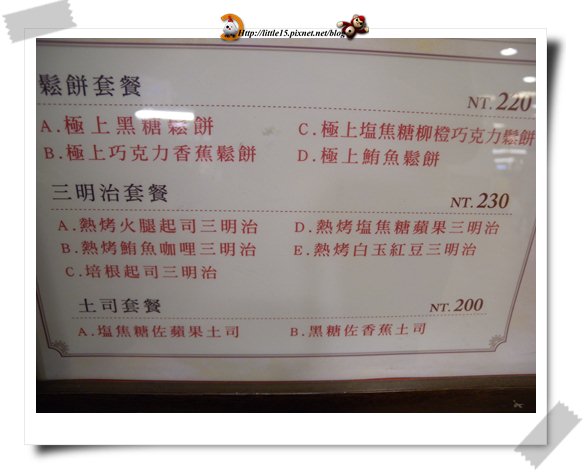 Http://little15.pixnet.net/blog
鬆餅套餐 NT. 220
A.極上黑糖鬆餅 C.極上塩焦糖柳橙巧克力鬆餅
B.極上巧克力香蕉鬆餅 D.極上鮪魚鬆餅
三明治套餐 NT. 230
A.熱烤火腿起司三明治 D.熱烤塩焦糖蘋果三明治
B.熱烤鮪魚咖哩三明治 E.熱烤白玉紅豆三明治
C.培根起司三明治
土司套餐 NT. 200
A.塩焦糖佐蘋果土司 B.黑糖佐香蕉土司